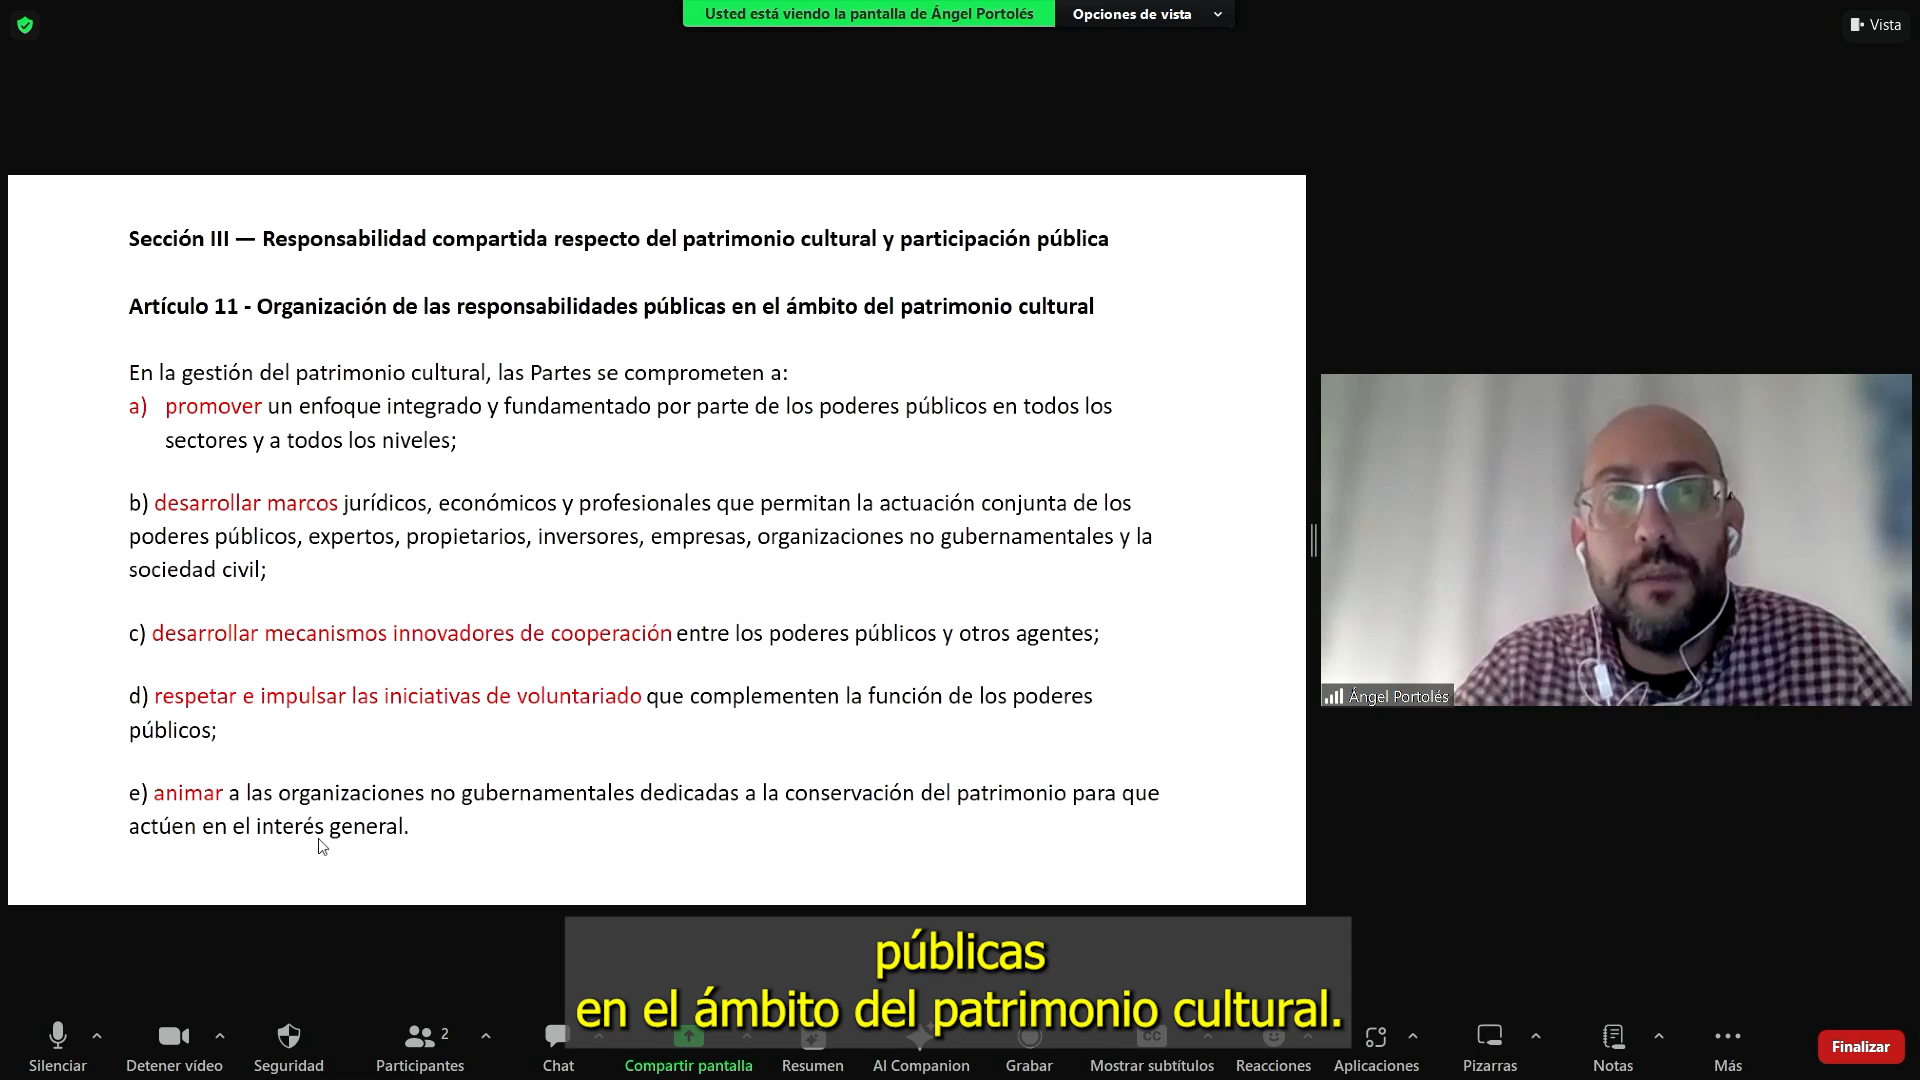 Usted está viendo la pantalla de Ángel Portolés
Opciones de vista
Vista
Sección III — Responsabilidad compartida respecto del patrimonio cultural y participación pública
Artículo 11 - Organización de las responsabilidades públicas en el ámbito del patrimonio cultural
En la gestión del patrimonio cultural, las Partes se comprometen a:
a) promover un enfoque integrado y fundamentado por parte de los poderes públicos en todos los
sectores y a todos los niveles;
b) desarrollar marcos jurídicos, económicos y profesionales que permitan la actuación conjunta de los
poderes públicos, expertos, propietarios, inversores, empresas, organizaciones no gubernamentales y la
sociedad civil;
c) desarrollar mecanismos innovadores de cooperación entre los poderes públicos y otros agentes;
d) respetar e impulsar las iniciativas de voluntariado que complementen la función de los poderes
públicos;
e) animar a las organizaciones no gubernamentales dedicadas a la conservación del patrimonio para que
actúen en el interés general.
Ángel Portolés
públicas
en el ámbito del patrimonio cultural.
2
CC
Silenciar
Detener vídeo
Seguridad
Participantes
Chat
Compartir pantalla
Resumen
AI Companion
Grabar
Mostrar subtítulos
Reacciones
Aplicaciones
Pizarras
Notas
Más
Finalizar